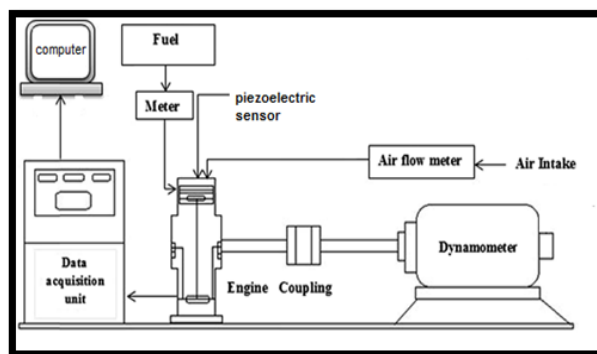 computer
Fuel
Meter
piezoelectric
sensor
Air flow meter
Air Intake
Dynamometer
Data
acquisition
unit
Engine Coupling